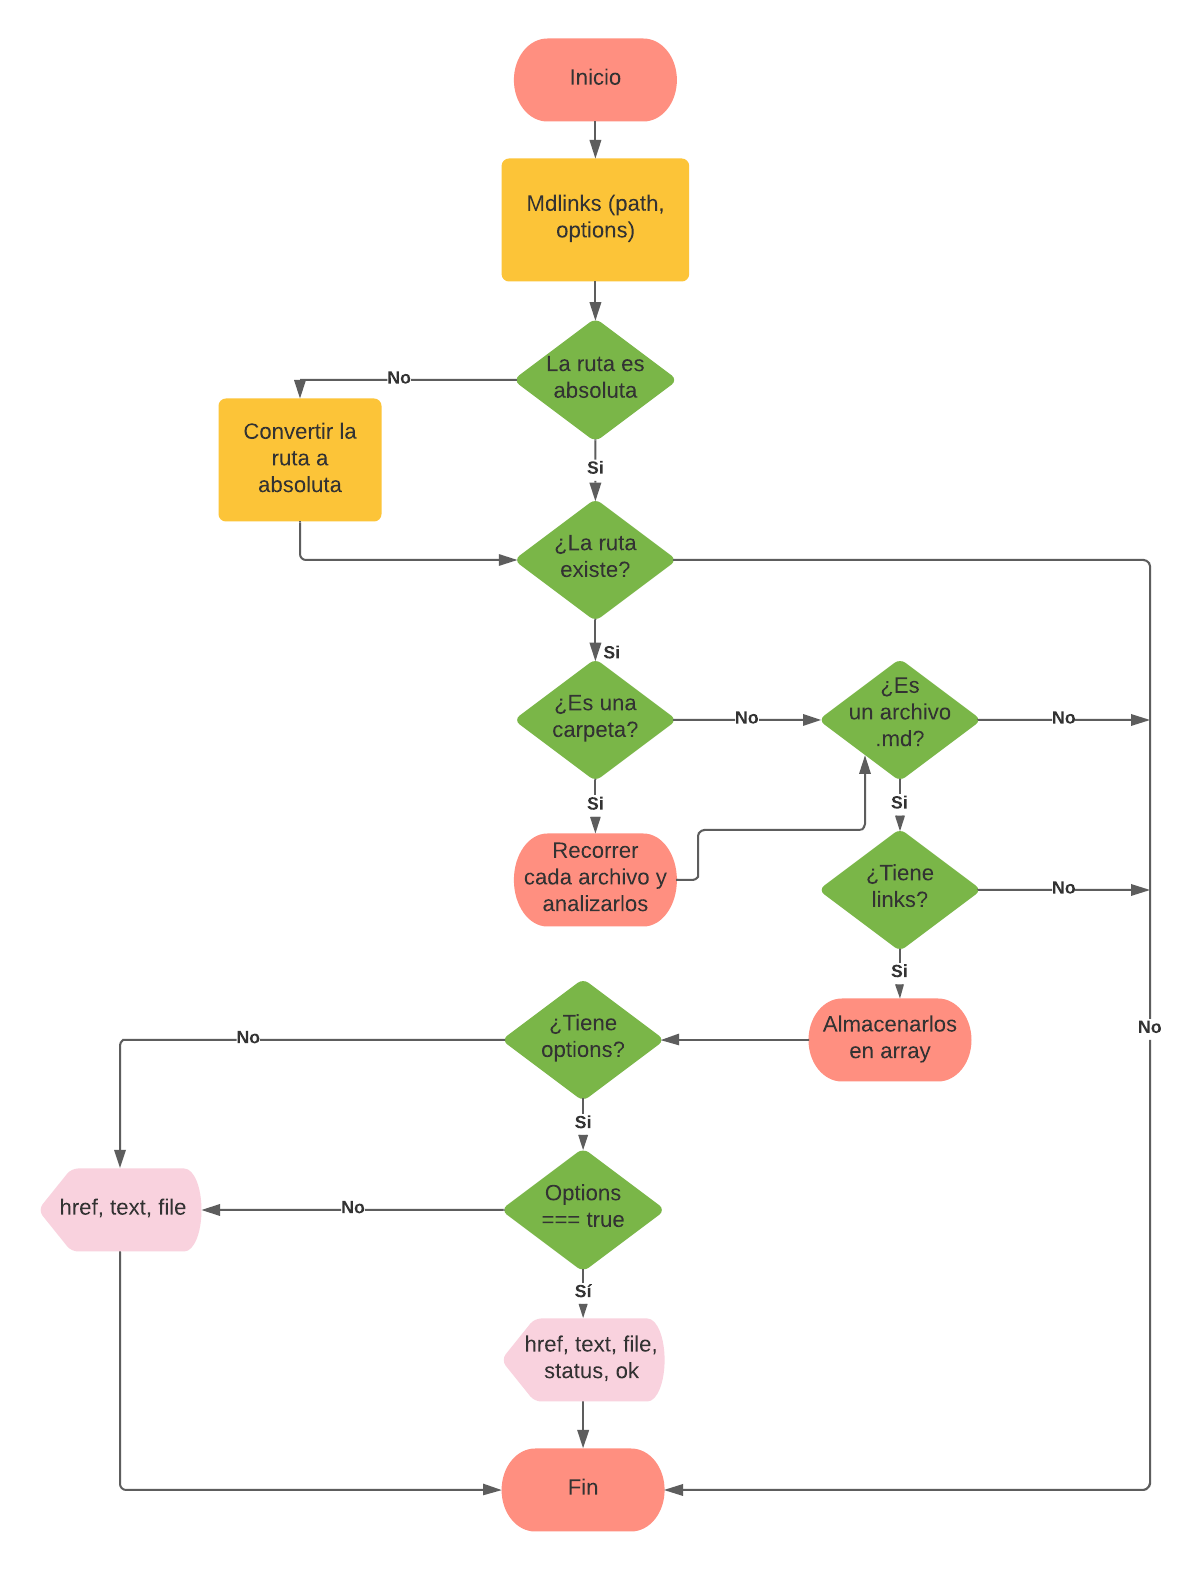 Inicio
Mdlinks (path,
options)
La ruta es
absoluta
No
Convertir la
ruta a
absoluta
Si
¿La ruta
existe?
Si
¿Es una
carpeta?
No
¿Es
un archivo
.md?
No
Si
Si
Recorrer
cada archivo y
analizarlos
¿Tiene
links?
No
Si
Almacenarlos
en array
No
¿Tiene
options?
No
Si
Options
=== true
No
href, text, file
Sí
href, text, file,
status, ok
Fin